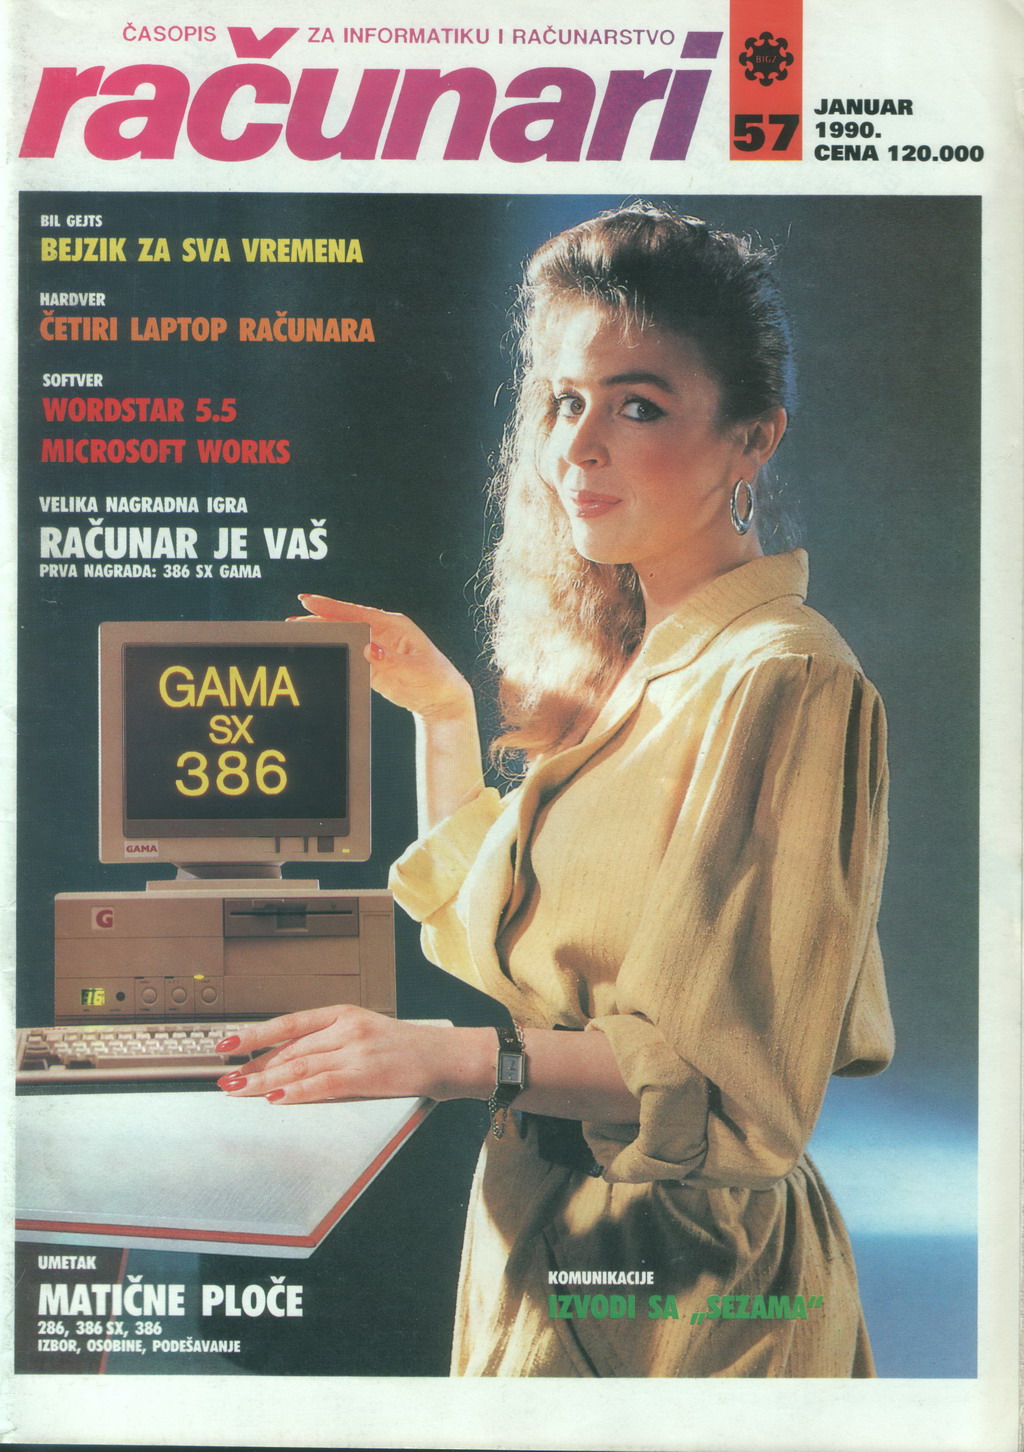 ČASOPIS ZA INFORMATIKU I RAČUNARSTVO
računari
BIGZ
57
JANUAR
1990.
CENA 120.000
BIL GEJTS
BEJZIK ZA SVA VREMENA
HARDVER
ČETIRI LAPTOP RAČUNARA
SOFTVER
WORDSTAR 5.5
MICROSOFT WORKS
VELIKA NAGRADNA IGRA
RAČUNAR JE VAŠ
PRVA NAGRADA: 386 SX GAMA
GAMA
SX
386
GAMA
G
16
UMETAK
MATIČNE PLOČE
286, 386 SX, 386
IZBOR, OSOBINE, PODEŠAVANJE
KOMUNIKACIJE
IZVODI SA „SEZAMA“